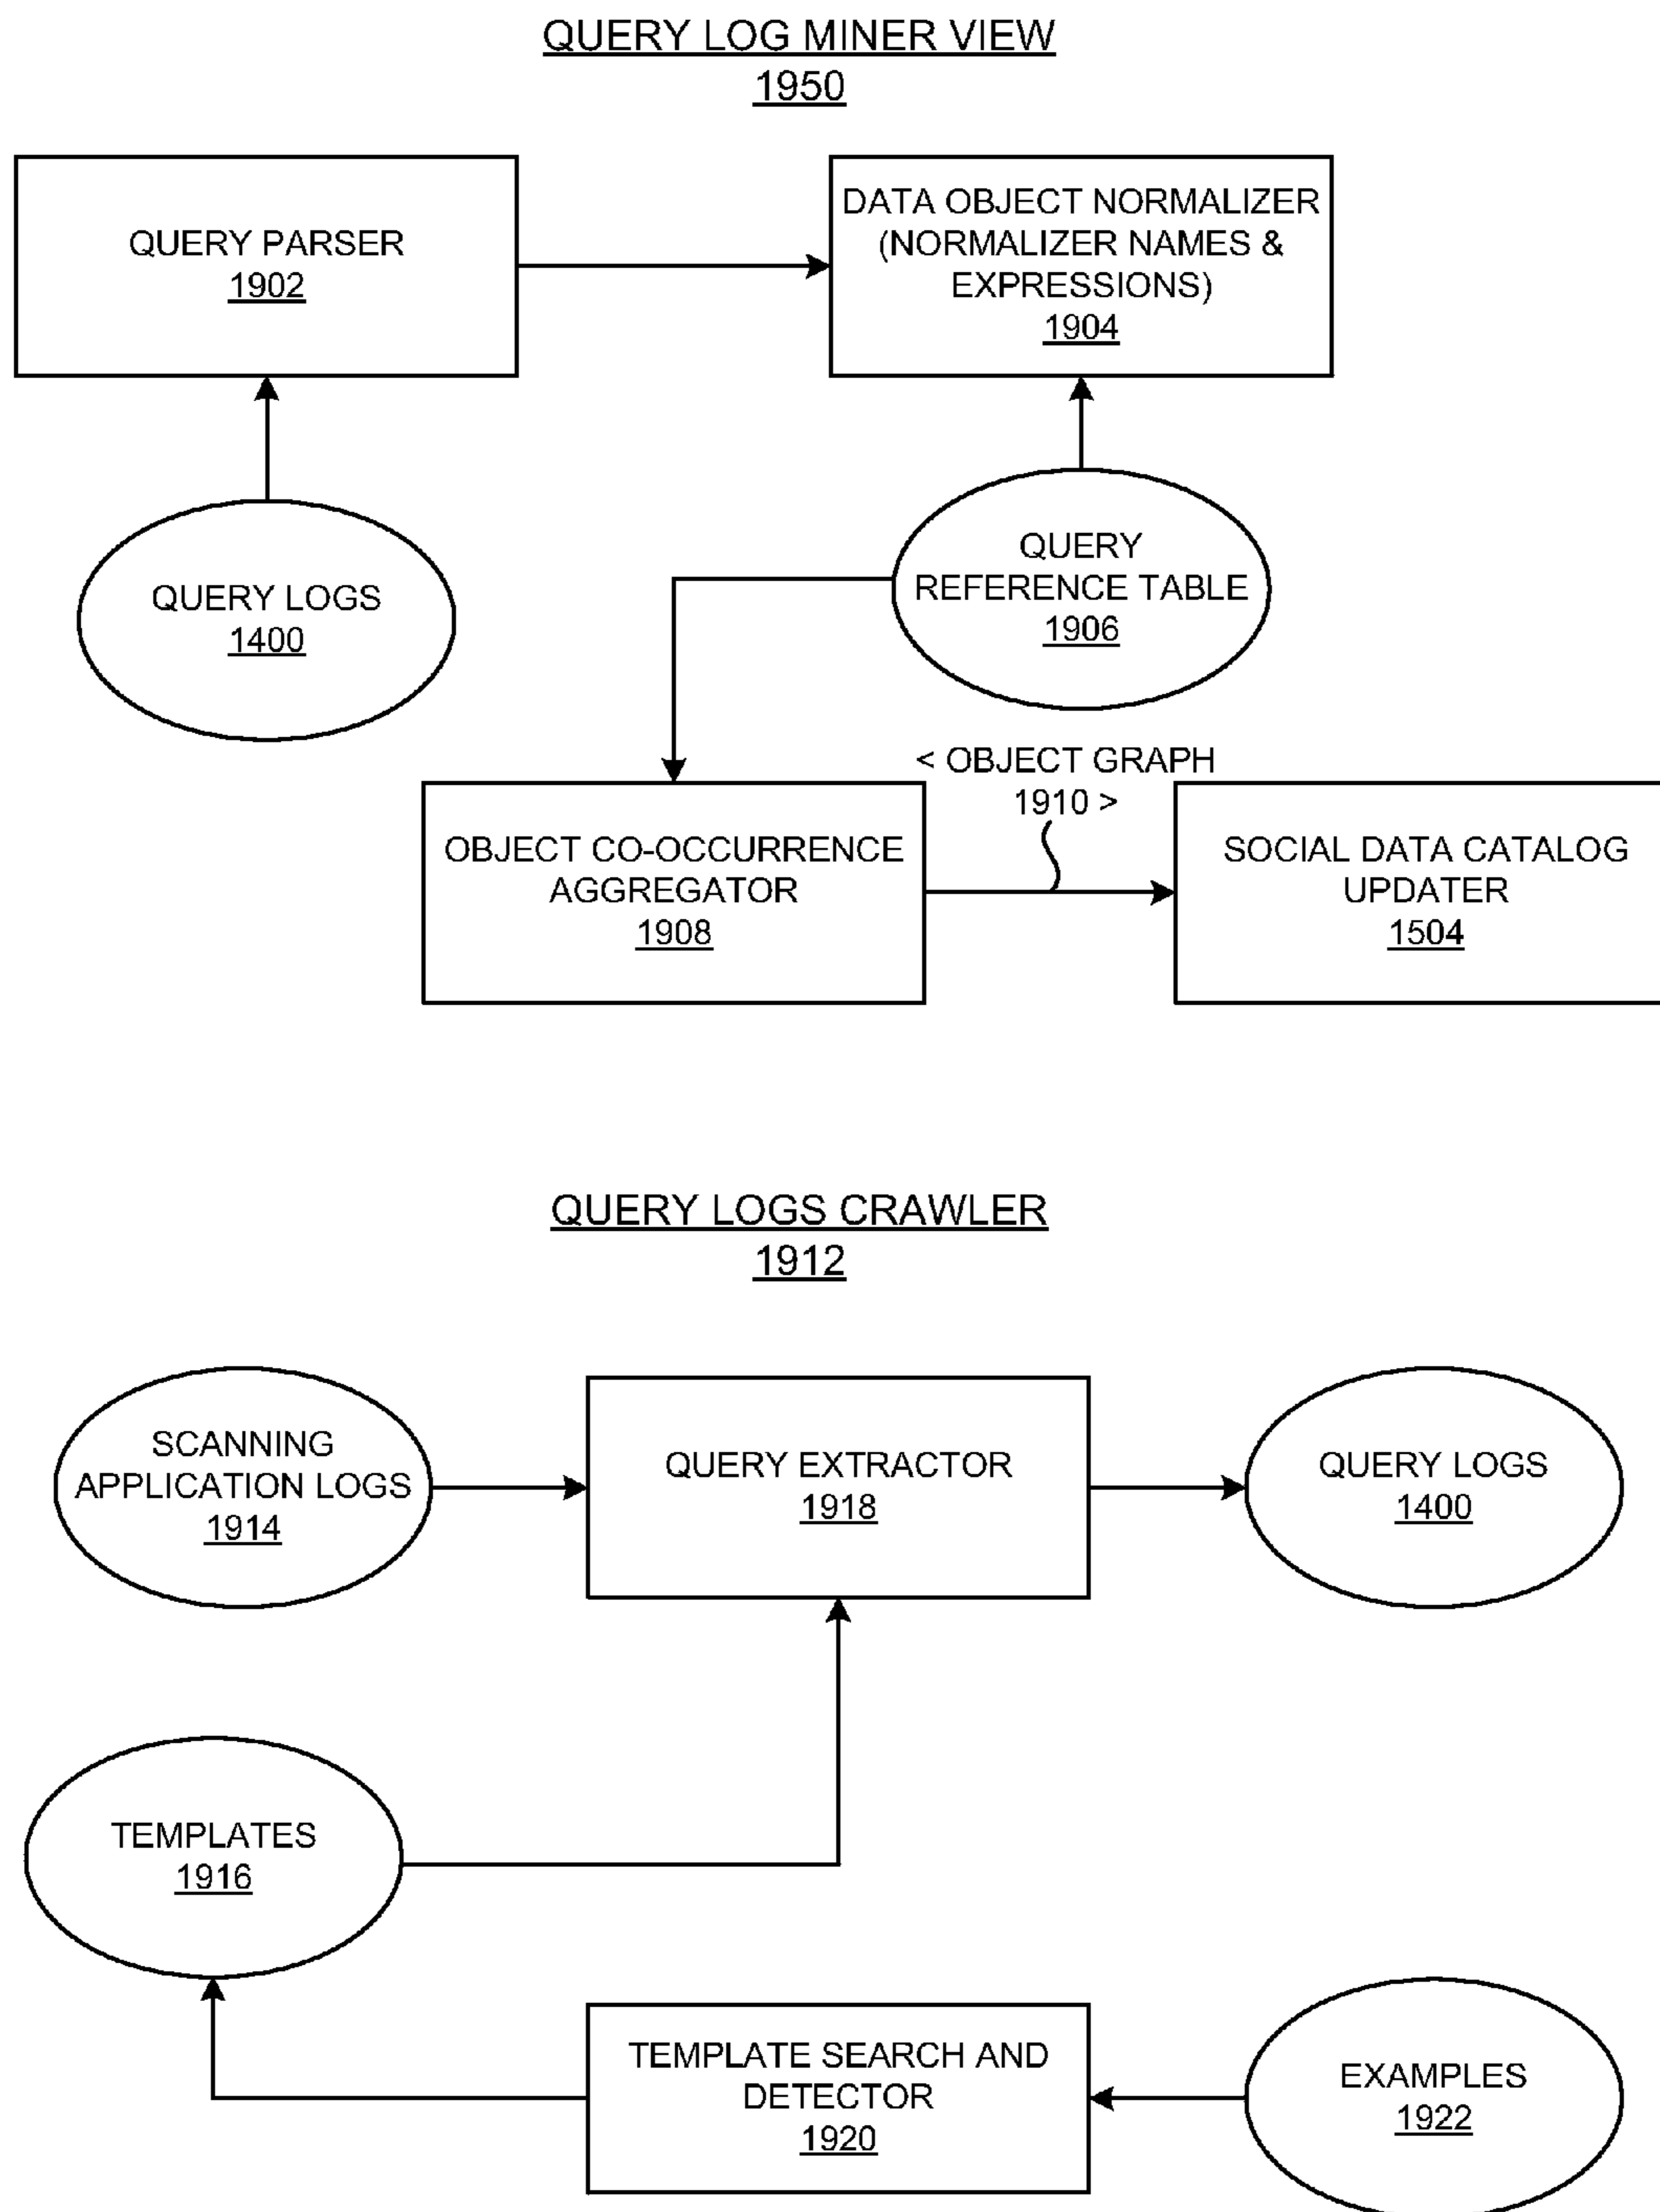 QUERY LOG MINER VIEW
1950
QUERY PARSER
1902
DATA OBJECT NORMALIZER
(NORMALIZER NAMES &
EXPRESSIONS)
1904
QUERY LOGS
1400
QUERY
REFERENCE TABLE
1906
< OBJECT GRAPH
1910 >
OBJECT CO-OCCURRENCE
AGGREGATOR
1908
SOCIAL DATA CATALOG
UPDATER
1504
QUERY LOGS CRAWLER
1912
SCANNING
APPLICATION LOGS
1914
QUERY EXTRACTOR
1918
QUERY LOGS
1400
TEMPLATES
1916
TEMPLATE SEARCH AND
DETECTOR
1920
EXAMPLES
1922